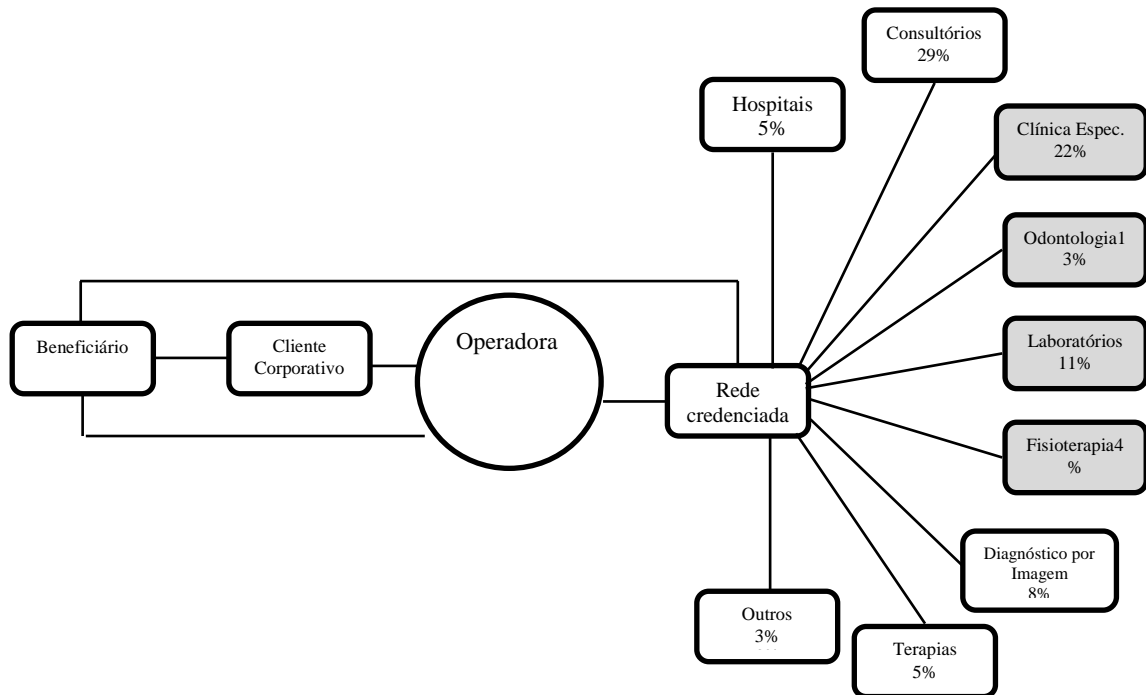 Consultórios
29%
Hospitais
5%
Clínica Espec.
22%
Odontologia1
3%
Operadora
Beneficiário
Cliente
Corporativo
Laboratórios
11%
Rede
credenciada
Fisioterapia4
%
Diagnóstico por
Imagem
8%
Outros
3%
Terapias
5%